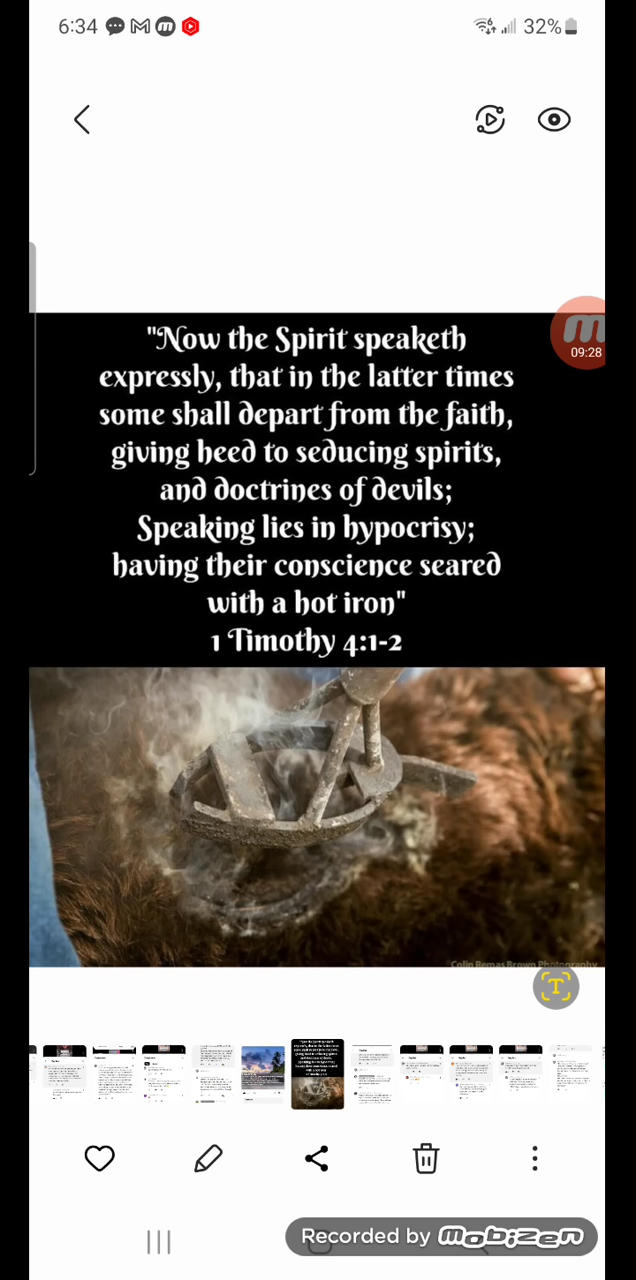 6:34
32%
09:28
"Now the Spirit speaketh
expressly, that in the latter times
some shall depart from the faith,
giving heed to seducing spirits,
and doctrines of devils;
Speaking lies in hypocrisy;
having their conscience seared
with a hot iron"
1 Timothy 4:1-2
Colin Remas Brown Photography
T
Recorded by mobizen